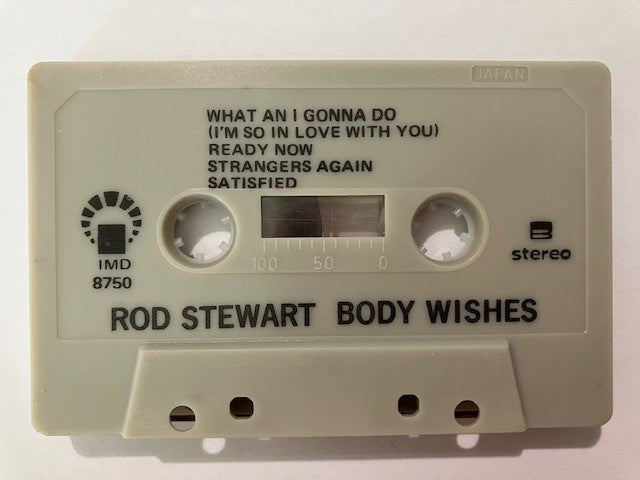 JAPAN
WHAT AN I GONNA DO
(I'M SO IN LOVE WITH YOU)
READY NOW
STRANGERS AGAIN
SATISFIED
IMD
8750
100 50 0
B
stereo
ROD STEWART BODY WISHES